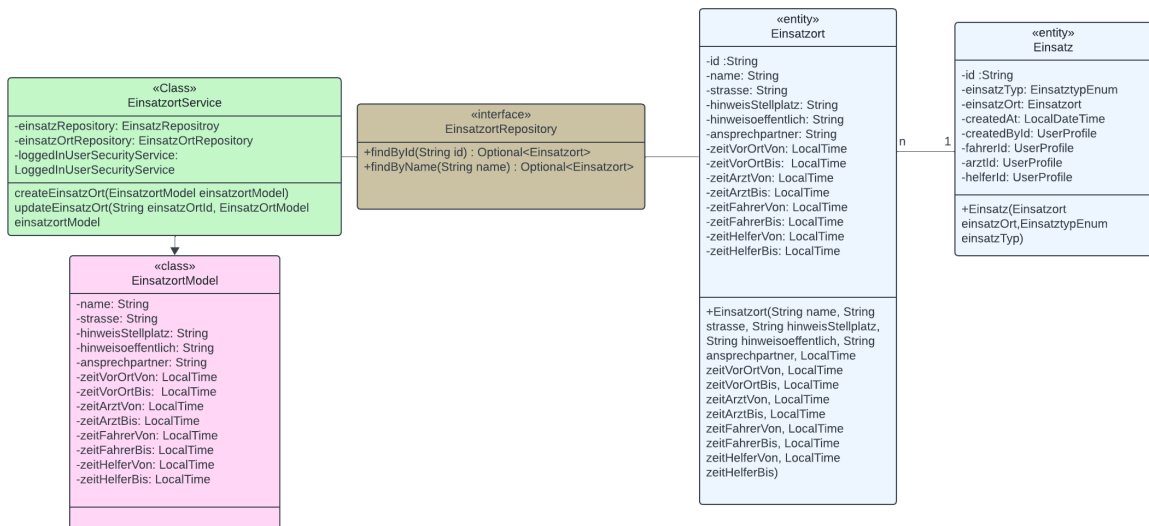 «Class»
EinsatzortService
-einsatzRepository: EinsatzRepositroy
-einsatzOrtRepository: EinsatzOrtRepository
-loggedInUserSecurityService:
LoggedInUserSecurityService
createEinsatzOrt(EinsatzortModel einsatzortModel)
updateEinsatzOrt(String einsatzOrtId, EinsatzOrtModel
einsatzortModel
«class»
EinsatzortModel
-name: String
-strasse: String
-hinweisStellplatz: String
-hinweisoeffentlich: String
-ansprechpartner: String
-zeitVorOrtVon: LocalTime
-zeitVorOrtBis:  LocalTime
-zeitArztVon: LocalTime
-zeitArztBis: LocalTime
-zeitFahrerVon: LocalTime
-zeitFahrerBis: LocalTime
-zeitHelferVon: LocalTime
-zeitHelferBis: LocalTime
«interface»
EinsatzortRepository
+findById(String id) : Optional<Einsatzort>
+findByName(String name) : Optional<Einsatzort>
«entity»
Einsatzort
-id :String
-name: String
-strasse: String
-hinweisStellplatz: String
-hinweisoeffentlich: String
-ansprechpartner: String
-zeitVorOrtVon:  LocalTime
-zeitVorOrtBis:  LocalTime
-zeitArztVon: LocalTime
-zeitArztBis: LocalTime
-zeitFahrerVon: LocalTime
-zeitFahrerBis: LocalTime
-zeitHelferVon: LocalTime
-zeitHelferBis: LocalTime
+Einsatzort(String name, String
strasse, String hinweisStellplatz,
String hinweisoeffentlich, String
ansprechpartner, LocalTime
zeitVorOrtVon, LocalTime
zeitVorOrtBis, LocalTime
zeitArztVon, LocalTime
zeitArztBis, LocalTime
zeitFahrerVon, LocalTime
zeitFahrerBis, LocalTime
zeitHelferVon, LocalTime
zeitHelferBis)
n
1
«entity»
Einsatz
-id :String
-einsatzTyp: EinsatztypEnum
-einsatzOrt: Einsatzort
-createdAt: LocalDateTime
-createdById: UserProfile
-fahrerId: UserProfile
-arztId: UserProfile
-helferId: UserProfile
+Einsatz(Einsatzort
einsatzOrt,EinsatztypEnum
einsatzTyp)